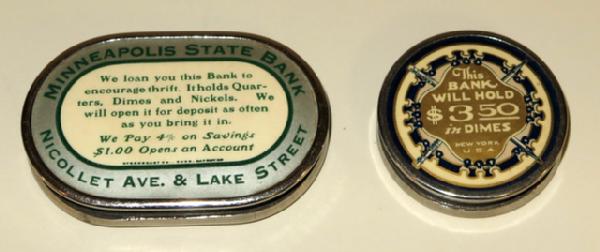 MINNEAPOLIS STATE BANK
We loan you this Bank to
encourage thrift. It holds Quar-
ters, Dimes and Nickels. We
will open it for deposit as often
as you bring it in.
We Pay 4% on Savings
$1.00 Opens an Account
NICOLLET AVE. & LAKE STREET
This
BANK
WILL HOLD
$3.50
in DIMES
NEW YORK
U.S.A